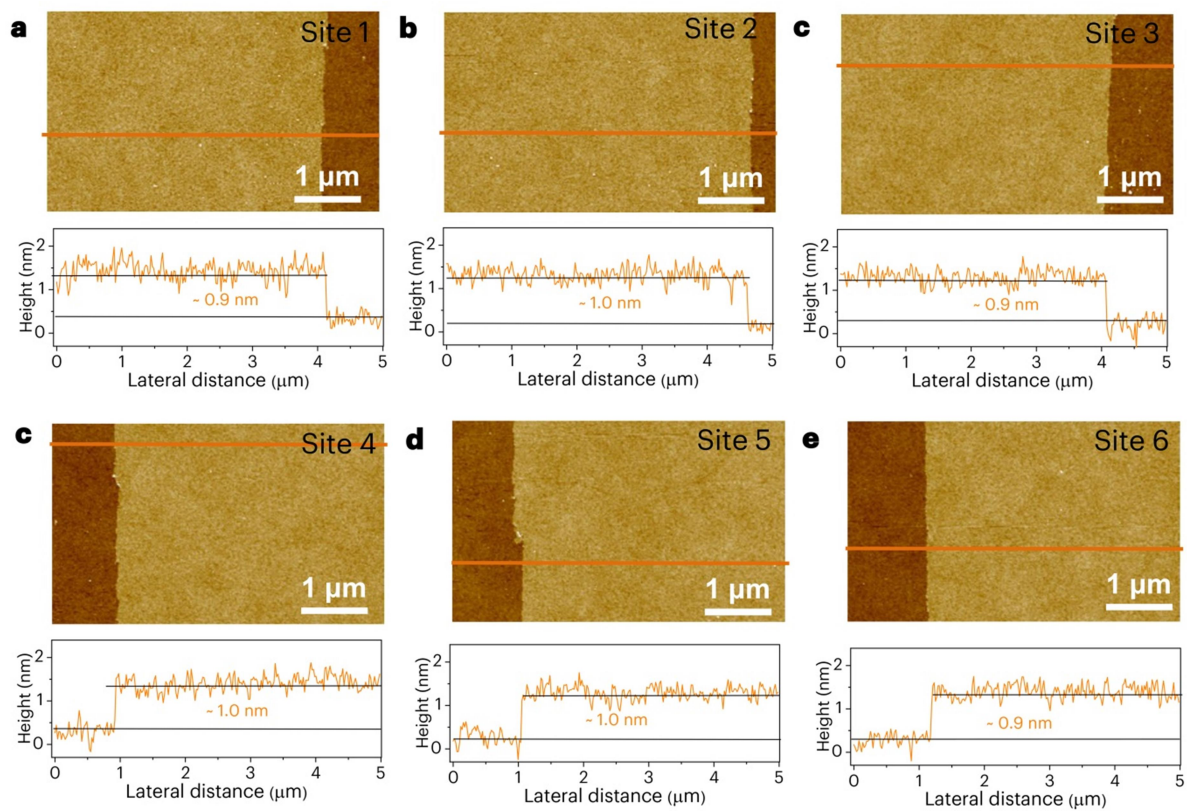 a Site 1
1 μm
Height (nm)
2
1
0
~ 0.9 nm
0 1 2 3 4 5
Lateral distance (μm)
b Site 2
1 μm
Height (nm)
2
1
0
~ 1.0 nm
0 1 2 3 4 5
Lateral distance (μm)
c Site 3
1 μm
Height (nm)
2
1
0
~ 0.9 nm
0 1 2 3 4 5
Lateral distance (μm)
c Site 4
1 μm
Height (nm)
2
1
0
~ 1.0 nm
0 1 2 3 4 5
Lateral distance (μm)
d Site 5
1 μm
Height (nm)
2
1
0
~ 1.0 nm
0 1 2 3 4 5
Lateral distance (μm)
e Site 6
1 μm
Height (nm)
2
1
0
~ 0.9 nm
0 1 2 3 4 5
Lateral distance (μm)